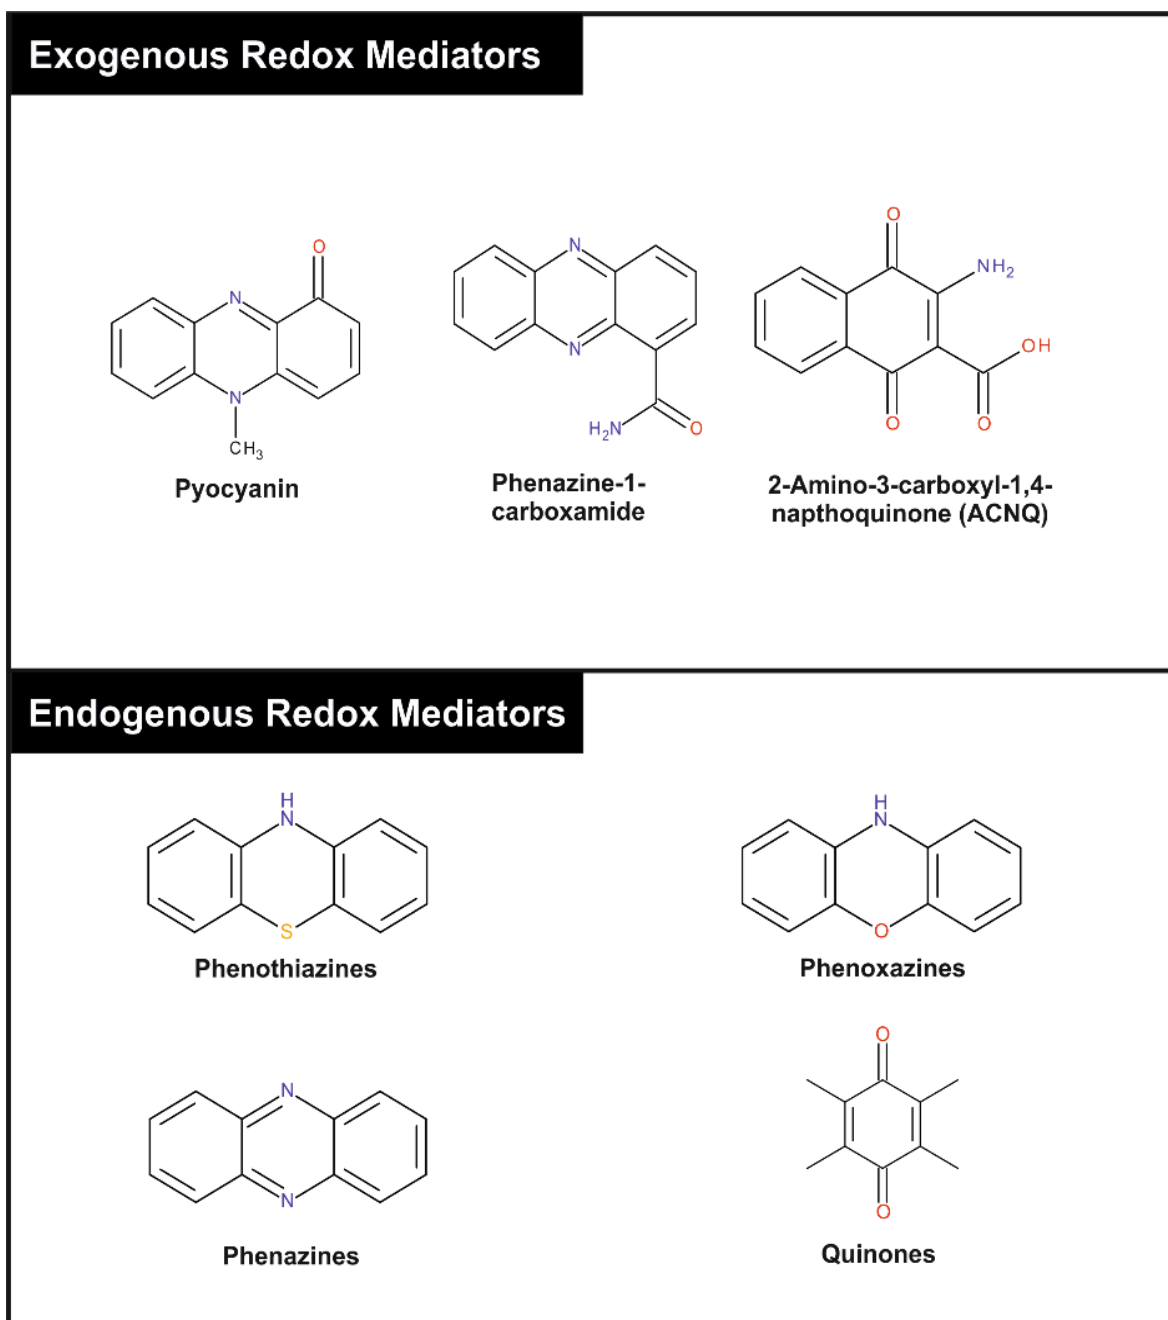 Exogenous Redox Mediators
O
N
N
CH3
Pyocyanin
N
N
H2N
O
Phenazine-1-
carboxamide
O
NH2
OH
O
O
2-Amino-3-carboxyl-1,4-
napthoquinone (ACNQ)
Endogenous Redox Mediators
H
N
S
Phenothiazines
H
N
O
Phenoxazines
N
N
Phenazines
O
O
Quinones